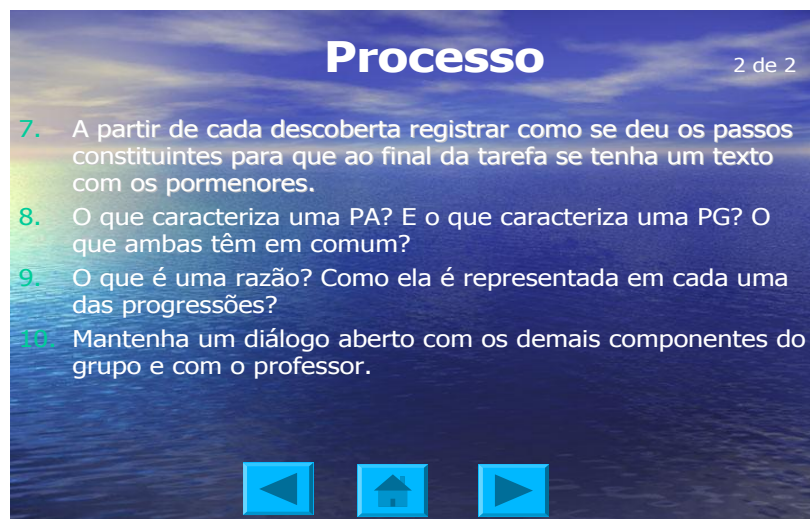 Processo
2 de 2
7. A partir de cada descoberta registrar como se deu os passos
constituintes para que ao final da tarefa se tenha um texto
com os pormenores.
8. O que caracteriza uma PA? E o que caracteriza uma PG? O
que ambas têm em comum?
9. O que é uma razão? Como ela é representada em cada uma
das progressões?
10. Mantenha um diálogo aberto com os demais componentes do
grupo e com o professor.